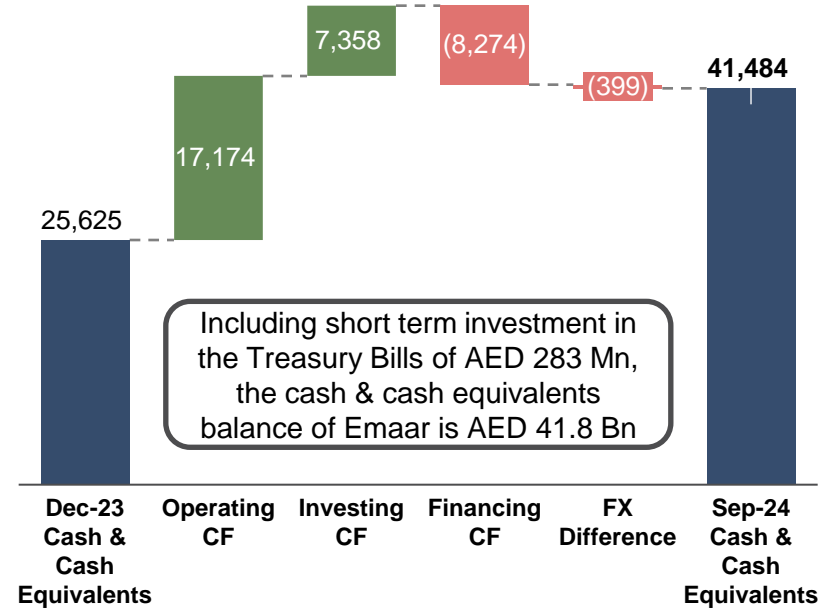 7,358
(8,274)
41,484
(399)
17,174
25,625
Including short term investment in
the Treasury Bills of AED 283 Mn,
the cash & cash equivalents
balance of Emaar is AED 41.8 Bn
Dec-23
Cash &
Cash
Equivalents
Operating
CF
Investing
CF
Financing
CF
FX
Difference
Sep-24
Cash &
Cash
Equivalents